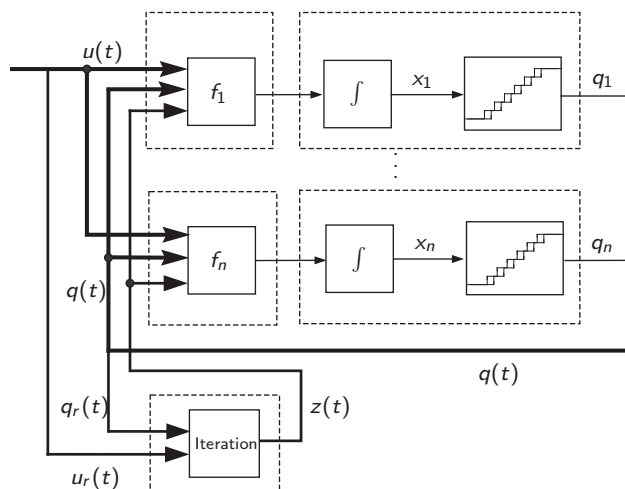 u(t)
f₁
∫
x₁
q₁
⋮
fₙ
∫
xₙ
qₙ
q(t)
q(t)
qᵣ(t)
z(t)
Iteration
uᵣ(t)